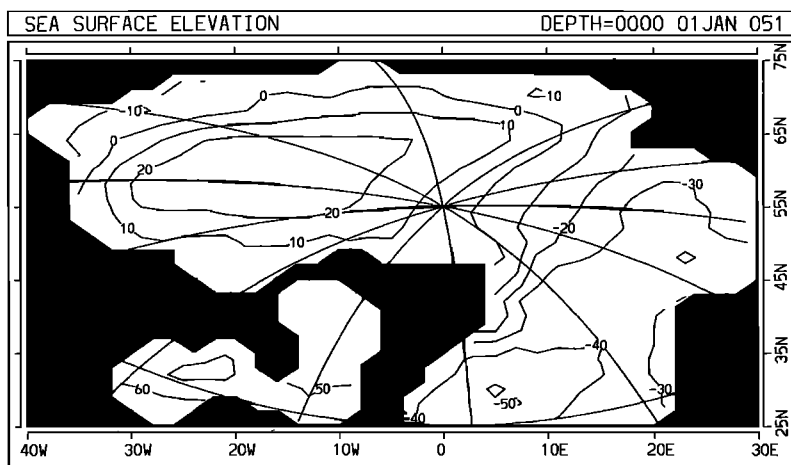 SEA SURFACE ELEVATION DEPTH=0000 01JAN 051
75N
-10 0 -10
0 10
65N
0
20 -30
55N
20 -20
10 10
45N
-40
35N
60 50 -50 -30
-40
25N
40W 30W 20W 10W 0 10E 20E 30E